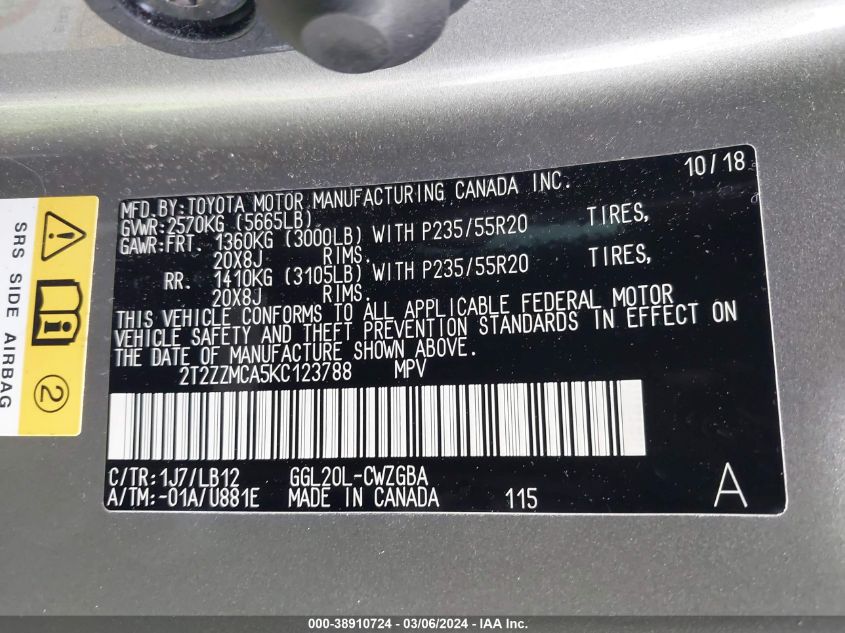 10/18
MFD.BY:TOYOTA MOTOR MANUFACTURING CANADA INC.
GVWR:2570KG (5665LB)
GAWR:FRT. 1360KG (3000LB) WITH P235/55R20 TIRES,
20X8J RIMS.
RR. 1410KG (3105LB) WITH P235/55R20 TIRES,
20X8J RIMS.
THIS VEHICLE CONFORMS TO ALL APPLICABLE FEDERAL MOTOR
VEHICLE SAFETY AND THEFT PREVENTION STANDARDS IN EFFECT ON
THE DATE OF MANUFACTURE SHOWN ABOVE.
2T2ZZMCA5KC123788 MPV
C/TR:1J7/LB12 GGL20L-CWZGBA
A/TM:-01A/U881E MADE IN CANADA 115 A
SRS SIDE AIRBAG
2
000-38910724 - 03/06/2024 - IAA Inc.